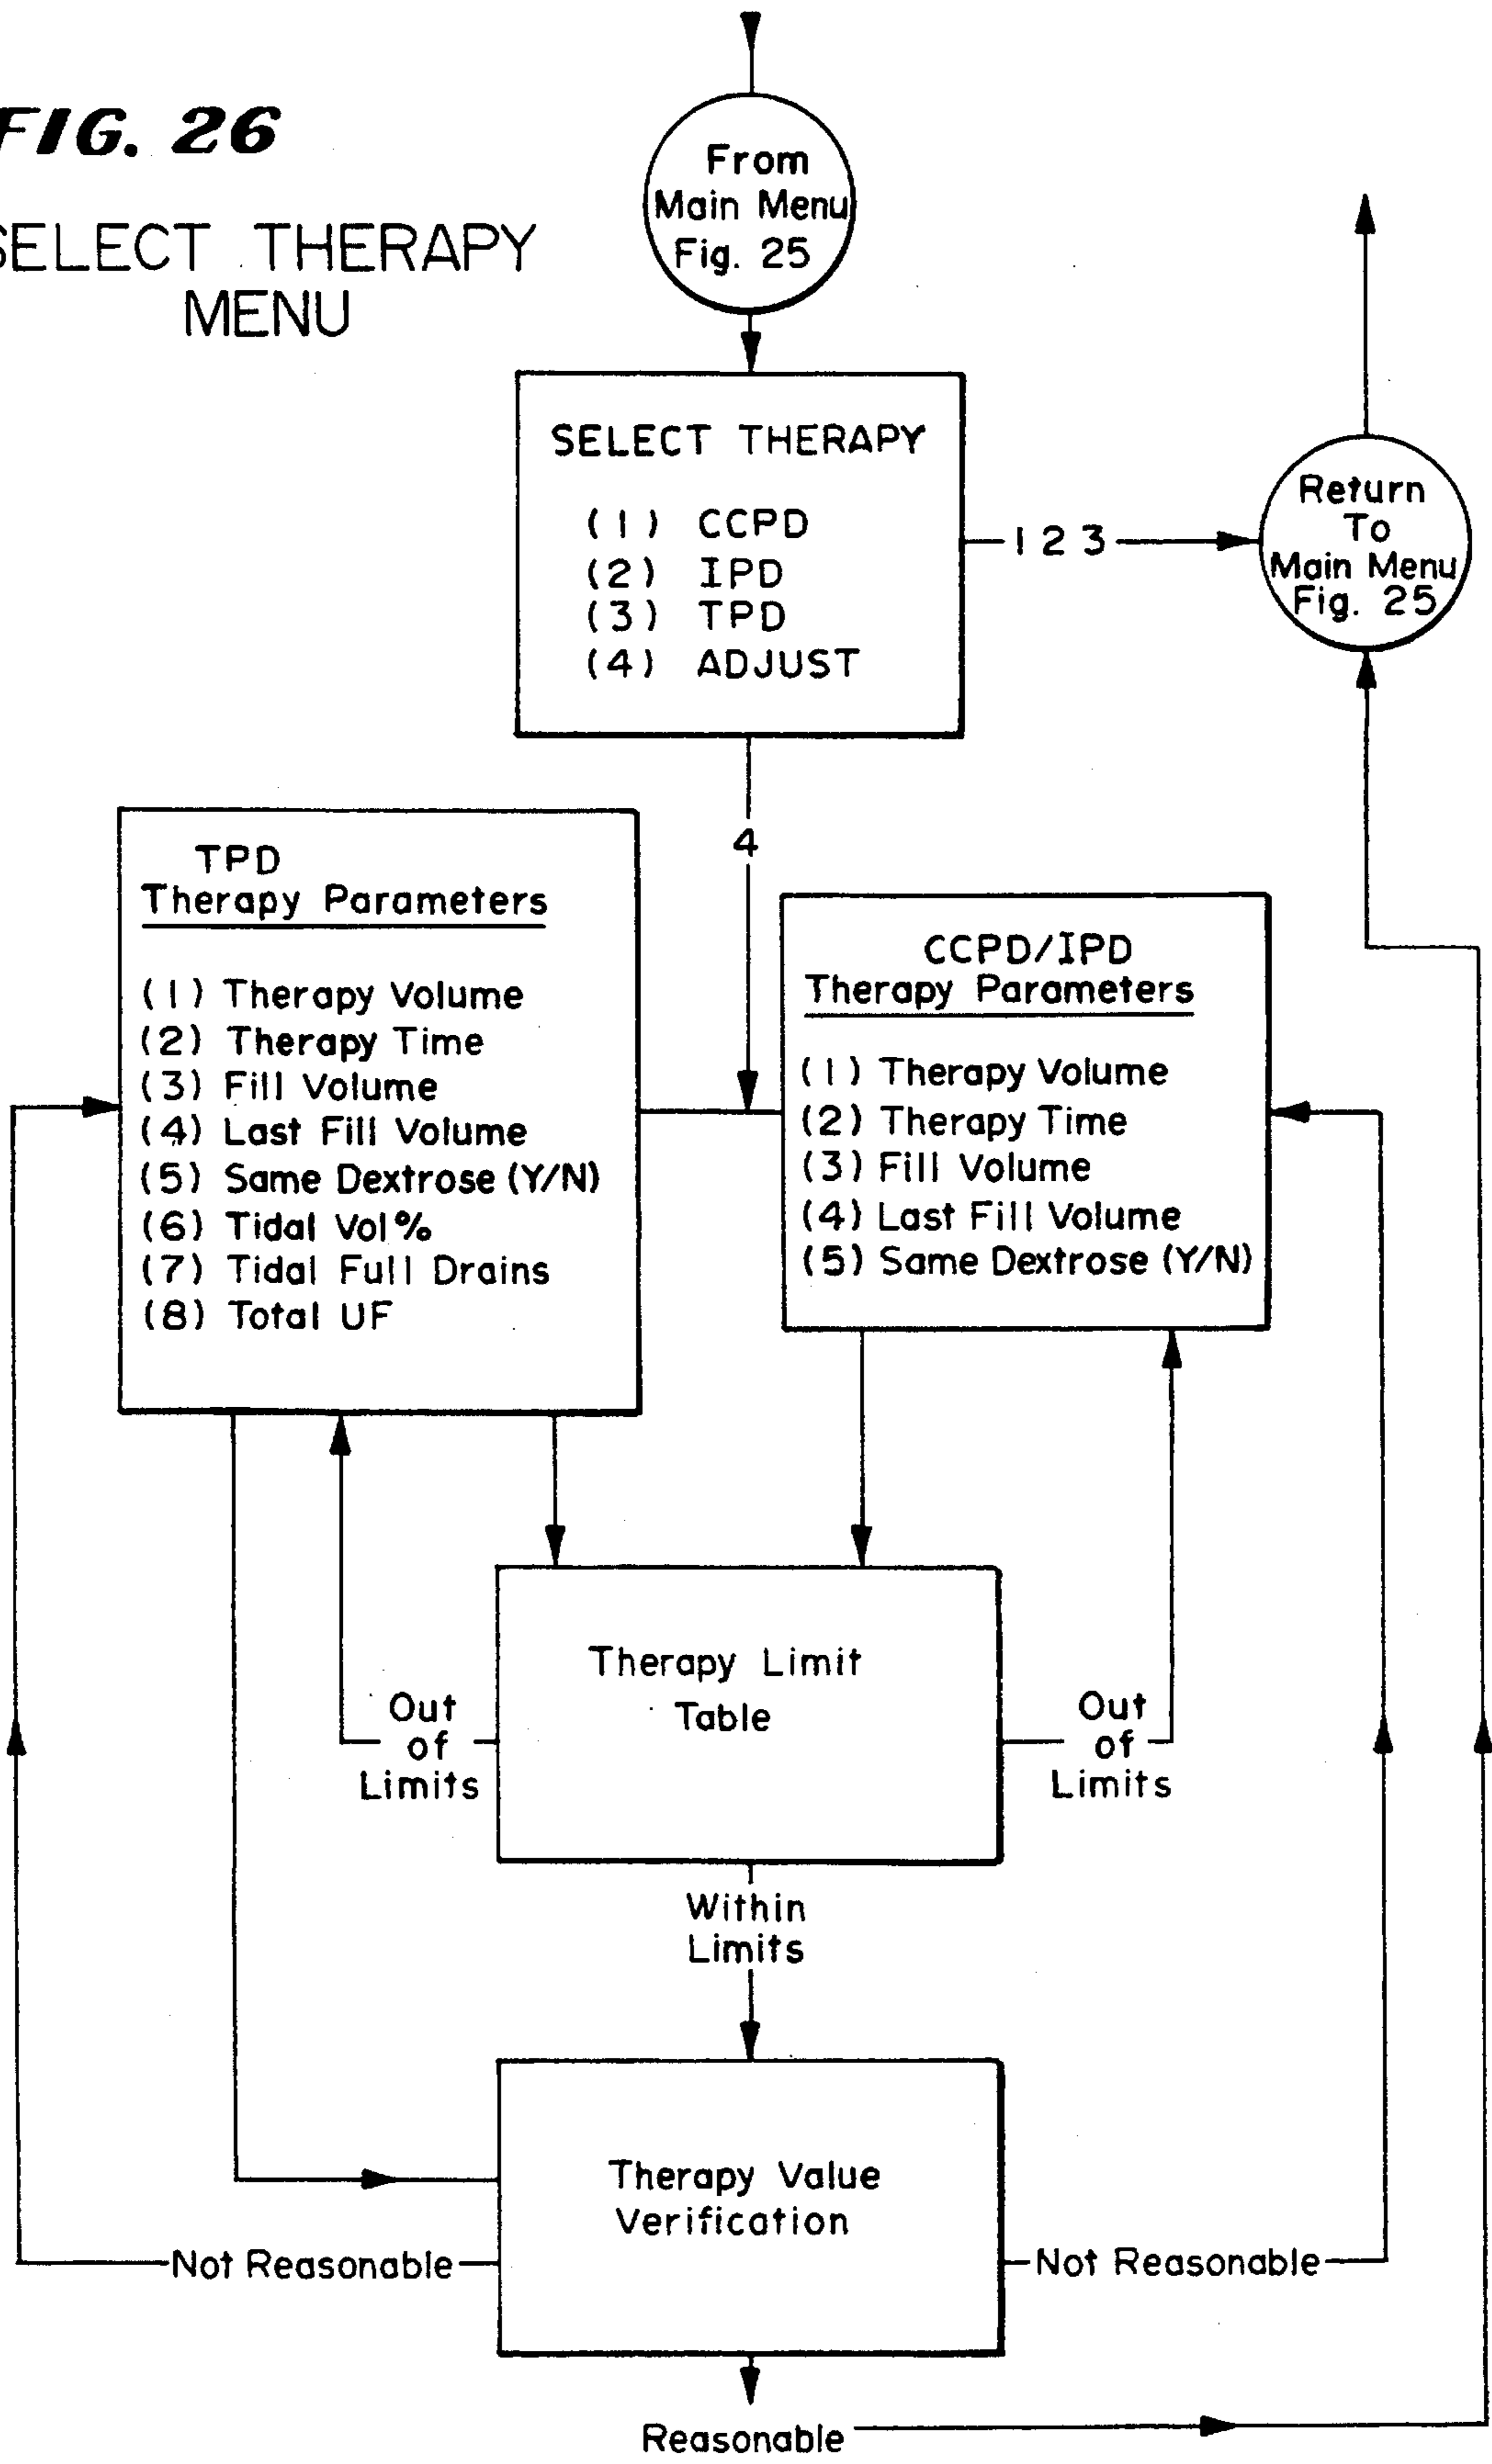 FIG. 26
SELECT THERAPY
MENU
From
Main Menu
Fig. 25
SELECT THERAPY
(1) CCPD
(2) IPD
(3) TPD
(4) ADJUST
1 2 3
Return
To
Main Menu
Fig. 25
4
TPD
Therapy Parameters
(1) Therapy Volume
(2) Therapy Time
(3) Fill Volume
(4) Last Fill Volume
(5) Same Dextrose (Y/N)
(6) Tidal Vol%
(7) Tidal Full Drains
(8) Total UF
CCPD/IPD
Therapy Parameters
(1) Therapy Volume
(2) Therapy Time
(3) Fill Volume
(4) Last Fill Volume
(5) Same Dextrose (Y/N)
Therapy Limit
Table
Out
of
Limits
Out
of
Limits
Within
Limits
Therapy Value
Verification
Not Reasonable
Not Reasonable
Reasonable